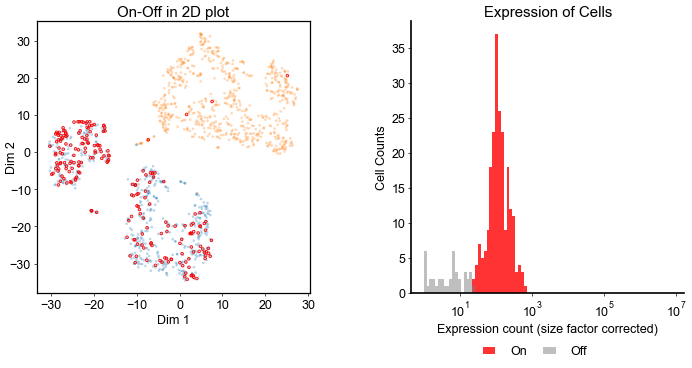 On-Off in 2D plot
Dim 2
30
20
10
0
−10
−20
−30
−30 −20 −10 0 10 20 30
Dim 1
Expression of Cells
Cell Counts
35
30
25
20
15
10
5
0
10^1 10^3 10^5 10^7
Expression count (size factor corrected)
On Off